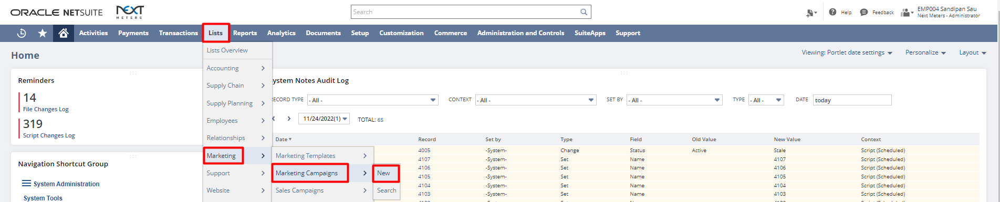 ORACLE NETSUITE NEXT METERS
Search
Help Feedback EMP004 Sandipan Sau
Next Meters - Administrator
Activities Payments Transactions Lists Reports Analytics Documents Setup Customization Commerce Administration and Controls SuiteApps Support
Home
Viewing: Portlet date settings Personalize Layout
Lists Overview
Accounting
Supply Chain
Supply Planning
Employees
Relationships
Marketing
Support
Website
Marketing Templates
Marketing Campaigns
Sales Campaigns
New
Search
Reminders
14
File Changes Log
319
Script Changes Log
Navigation Shortcut Group
System Administration
System Tools
ystem Notes Audit Log
ECORD TYPE - All - CONTEXT - All - SET BY - All - TYPE - All - DATE today
11/24/2022(1) TOTAL: 65
Date Record Set by Type Field Old Value New Value Context
4005 -System- Change Status Active Stale Script (Scheduled)
4107 -System- Set Name 4107 Script (Scheduled)
4106 -System- Set Name 4106 Script (Scheduled)
4105 -System- Set Name 4105 Script (Scheduled)
4104 -System- Set Name 4104 Script (Scheduled)
4103 -System- Set Name 4103 Script (Scheduled)